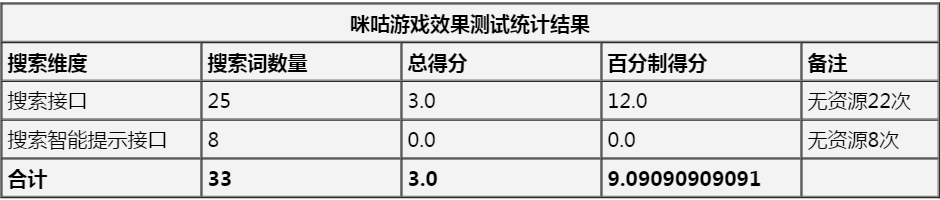 咪咕游戏效果测试统计结果
搜索维度 搜索词数量 总得分 百分制得分 备注
搜索接口 25 3.0 12.0 无资源22次
搜索智能提示接口 8 0.0 0.0 无资源8次
合计 33 3.0 9.09090909091